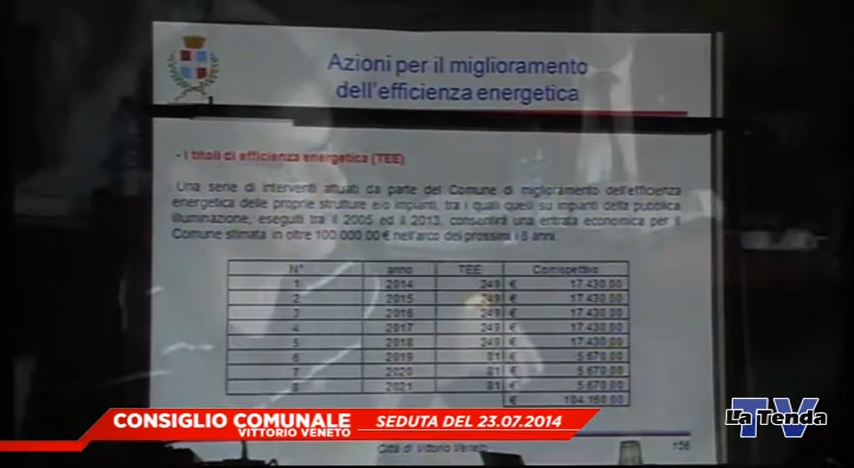 Azioni per il miglioramento
dell'efficienza energetica
- I titoli di efficienza energetica (TEE)
Una serie di interventi attuati da parte del Comune di miglioramento dell'efficienza
energetica delle proprie strutture e/o impianti, tra i quali quelli su impianti della pubblica
illuminazione, eseguiti tra il 2005 ed il 2013, consentirà una entrata economica per il
Comune stimata in oltre 100.000,00 € nell'arco dei prossimi i 8 anni.
N° anno TEE Corrispettivo
1 2014 249 € 17.430,00
2 2015 249 € 17.430,00
3 2016 249 € 17.430,00
4 2017 249 € 17.430,00
5 2018 249 € 17.430,00
6 2019 81 € 5.670,00
7 2020 81 € 5.670,00
8 2021 81 € 5.670,00
€ 104.160,00
CONSIGLIO COMUNALE SEDUTA DEL 23.07.2014
VITTORIO VENETO
La Tenda
TV
Città di Vittorio Veneto 156